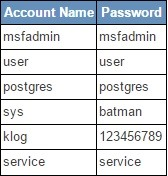 Account Name Password
msfadmin msfadmin
user user
postgres postgres
sys batman
klog 123456789
service service